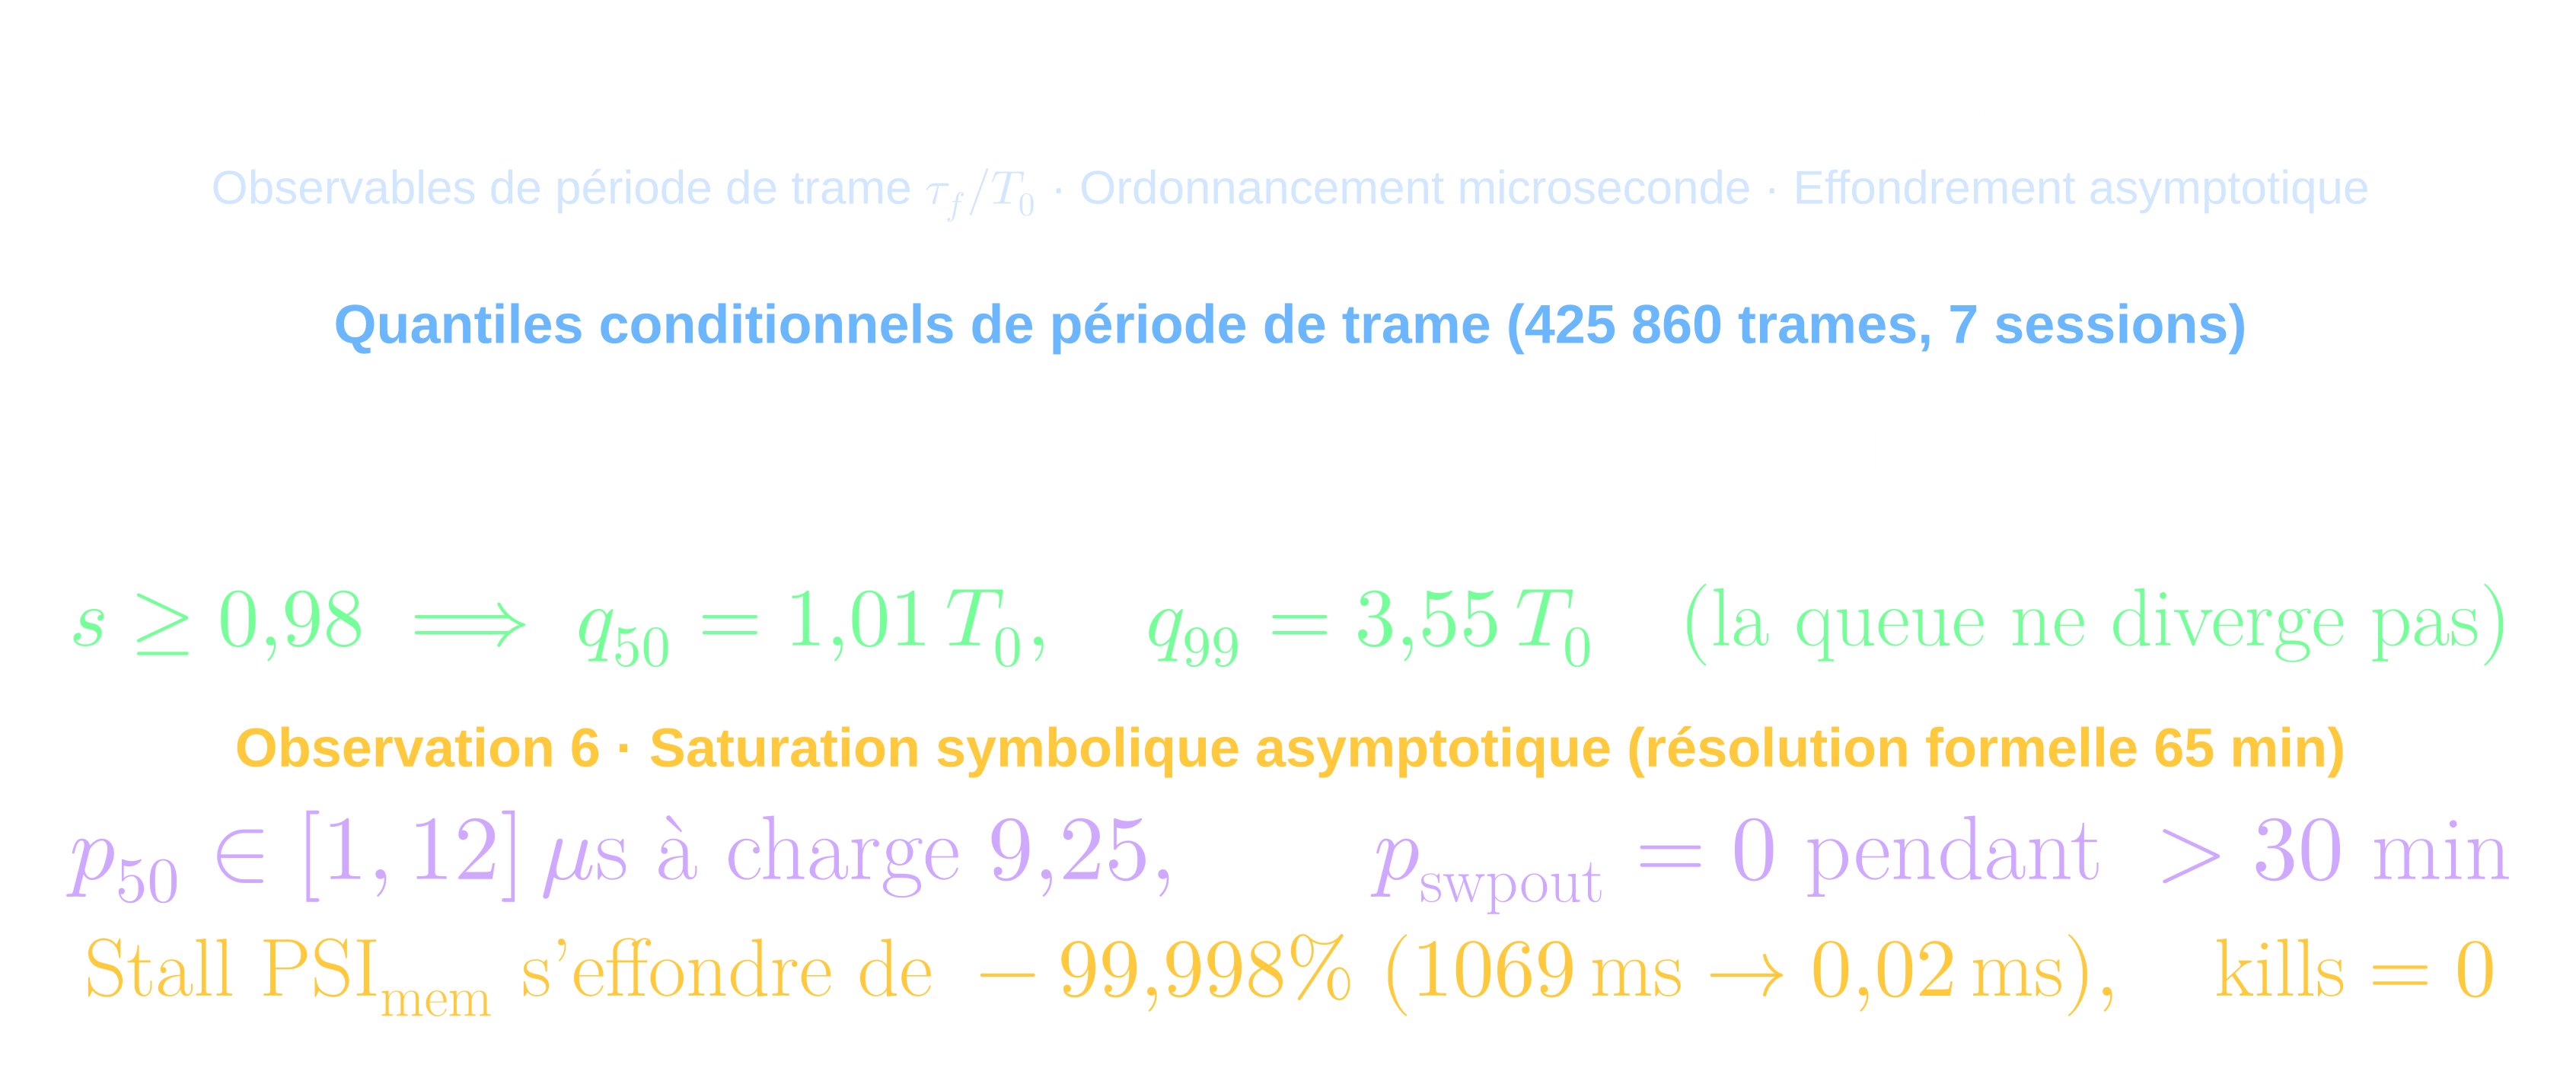 Observables de période de trame τ_f/T_0 · Ordonnancement microseconde · Effondrement asymptotique
Quantiles conditionnels de période de trame (425 860 trames, 7 sessions)
s ≥ 0,98 ⟹ q_50 = 1,01 T_0, q_99 = 3,55 T_0 (la queue ne diverge pas)
Observation 6 · Saturation symbolique asymptotique (résolution formelle 65 min)
p_50 ∈ [1, 12] μs à charge 9,25, p_swpout = 0 pendant > 30 min
Stall PSI_mem s'effondre de − 99,998% (1069 ms → 0,02 ms), kills = 0